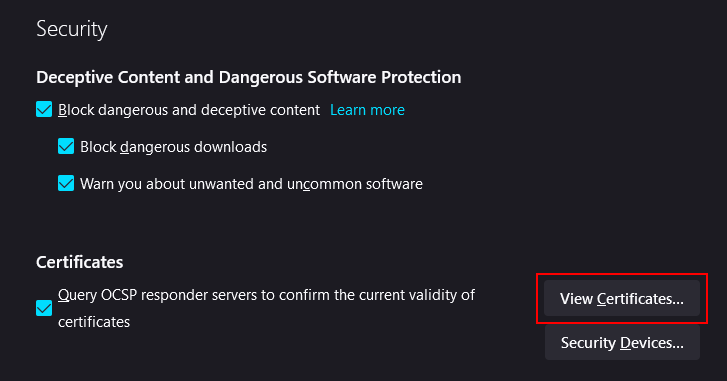 Security
Deceptive Content and Dangerous Software Protection
Block dangerous and deceptive content Learn more
Block dangerous downloads
Warn you about unwanted and uncommon software
Certificates
Query OCSP responder servers to confirm the current validity of
certificates
View Certificates...
Security Devices...